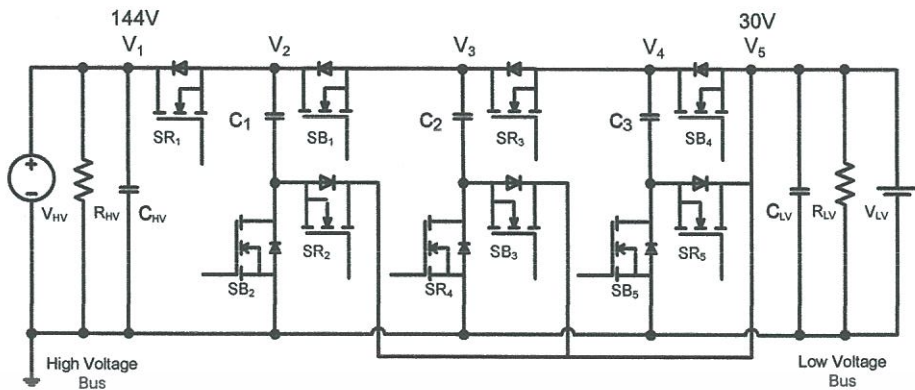 144V
30V
V1
V2
V3
V4
V5
C1
SB1
C2
SR3
C3
SB4
SR1
+
-
VHV
RHV
CHV
SR2
SB3
SR5
CLV
RLV
VLV
SB2
SR4
SB5
High Voltage
Bus
Low Voltage
Bus